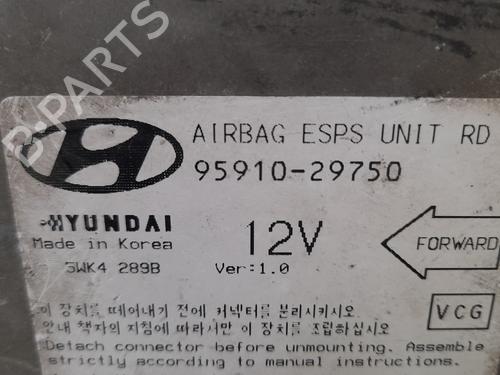 B-PARTS
AIRBAG ESPS UNIT RD
95910-29750
HYUNDAI
Made in Korea
12V
FORWARD
5WK4 289B
Ver:1.0
이 장치를 떼어내기 전에 커넥터를 분리시키시오
안내 책자의 지침에 따라서만 이 장치를 조립하십시오
VCG
Detach connector before unmounting. Assemble
strictly according to manual instructions.